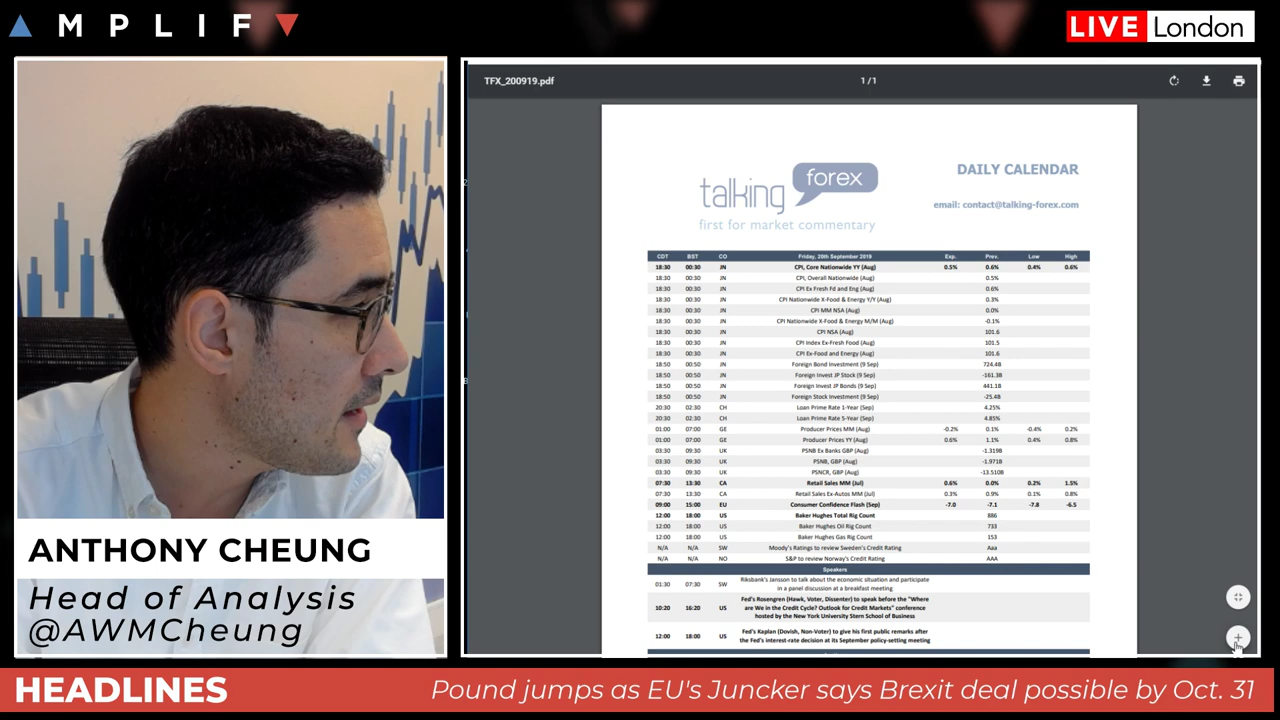 AMPLIFY
LIVE London
TFX_200919.pdf 1 / 1
talking forex
first for market commentary
DAILY CALENDAR
email: contact@talking-forex.com
CDT BST CO Friday, 20th September 2019 Exp. Prev. Low High
18:30 00:30 JN CPI, Core Nationwide YY (Aug) 0.5% 0.6% 0.4% 0.6%
18:30 00:30 JN CPI, Overall Nationwide (Aug) 0.5%
18:30 00:30 JN CPI Ex Fresh Fd and Eng (Aug) 0.6%
18:30 00:30 JN CPI Nationwide X-Food & Energy Y/Y (Aug) 0.3%
18:30 00:30 JN CPI MM NSA (Aug) 0.0%
18:30 00:30 JN CPI Nationwide X-Food & Energy M/M (Aug) -0.1%
18:30 00:30 JN CPI NSA (Aug) 101.6
18:30 00:30 JN CPI Index Ex-Fresh Food (Aug) 101.5
18:30 00:30 JN CPI Ex-Food and Energy (Aug) 101.6
18:50 00:50 JN Foreign Bond Investment (9 Sep) 724.4B
18:50 00:50 JN Foreign Invest JP Stock (9 Sep) -161.3B
18:50 00:50 JN Foreign Invest JP Bonds (9 Sep) 441.1B
18:50 00:50 JN Foreign Stock Investment (9 Sep) -25.4B
20:30 02:30 CH Loan Prime Rate 1-Year (Sep) 4.25%
20:30 02:30 CH Loan Prime Rate 5-Year (Sep) 4.85%
01:00 07:00 GE Producer Prices MM (Aug) -0.2% 0.1% -0.4% 0.2%
01:00 07:00 GE Producer Prices YY (Aug) 0.6% 1.1% 0.4% 0.8%
03:30 09:30 UK PSNB Ex Banks GBP (Aug) -1.319B
03:30 09:30 UK PSNB, GBP (Aug) -1.971B
03:30 09:30 UK PSNCR, GBP (Aug) -13.510B
07:30 13:30 CA Retail Sales MM (Jul) 0.6% 0.0% 0.2% 1.5%
07:30 13:30 CA Retail Sales Ex-Autos MM (Jul) 0.3% 0.9% 0.1% 0.8%
09:00 15:00 EU Consumer Confidence Flash (Sep) -7.0 -7.1 -7.8 -6.5
12:00 18:00 US Baker Hughes Total Rig Count 886
12:00 18:00 US Baker Hughes Oil Rig Count 733
12:00 18:00 US Baker Hughes Gas Rig Count 153
N/A N/A SW Moody's Ratings to review Sweden's Credit Rating Aaa
N/A N/A NO S&P to review Norway's Credit Rating AAA
Speakers
01:30 07:30 SW Riksbank's Jansson to talk about the economic situation and participate
in a panel discussion at a breakfast meeting
10:20 16:20 US Fed's Rosengren (Hawk, Voter, Dissenter) to speak before the "Where
are We in the Credit Cycle? Outlook for Credit Markets" conference
hosted by the New York University Stern School of Business
12:00 18:00 US Fed's Kaplan (Dovish, Non-Voter) to give his first public remarks after
the Fed's interest-rate decision at its September policy-setting meeting
ANTHONY CHEUNG
Head of Analysis
@AWMCheung
HEADLINES Pound jumps as EU's Juncker says Brexit deal possible by Oct. 31